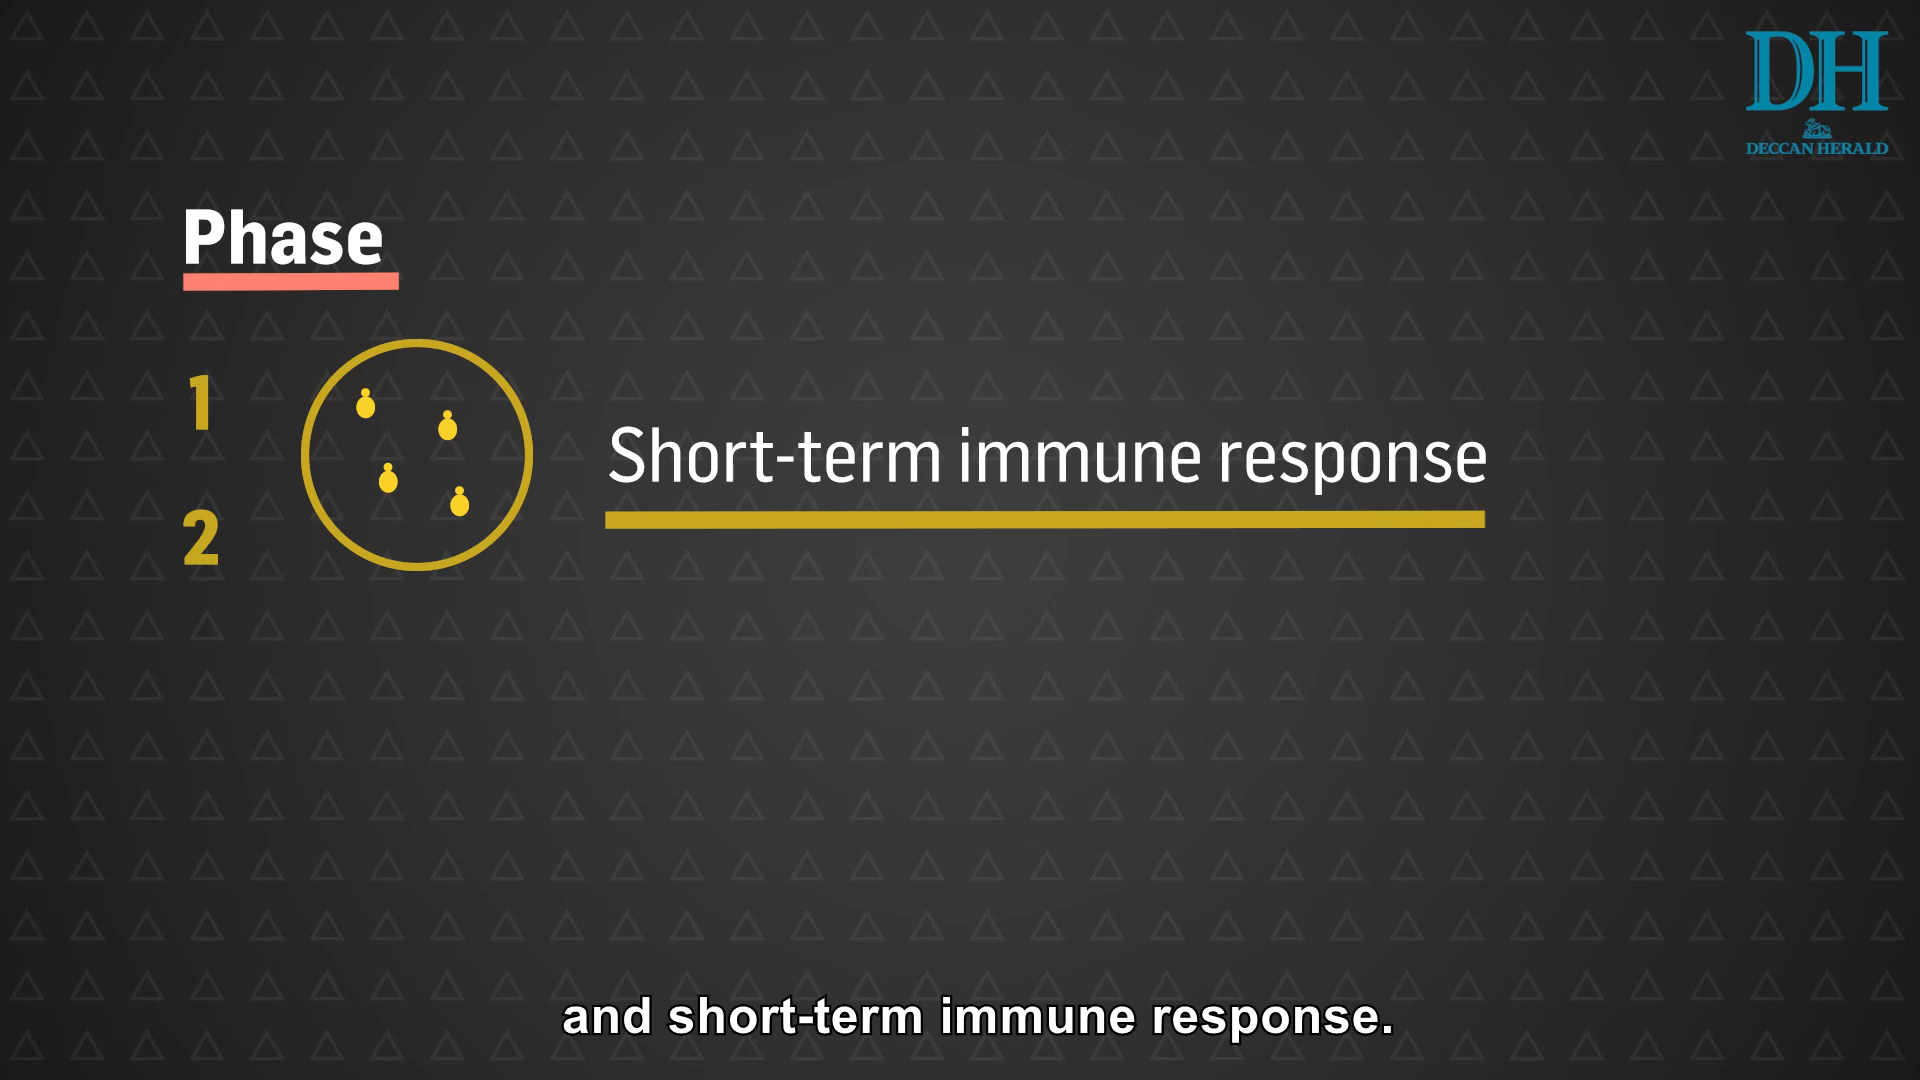 DH
DECCAN HERALD
Phase
1
2
Short-term immune response
and short-term immune response.